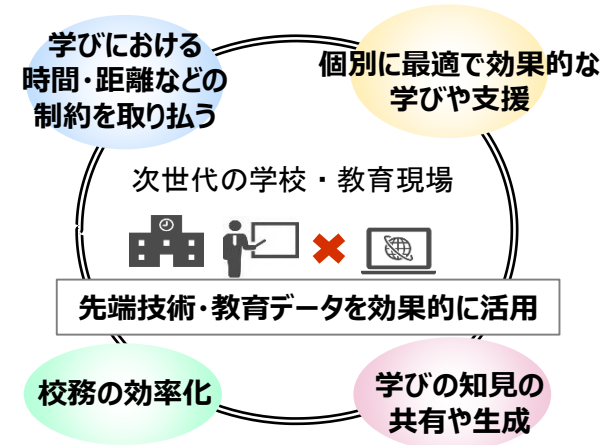 学びにおける
時間・距離などの
制約を取り払う
個別に最適で効果的な
学びや支援
次世代の学校・教育現場
先端技術・教育データを効果的に活用
校務の効率化
学びの知見の
共有や生成